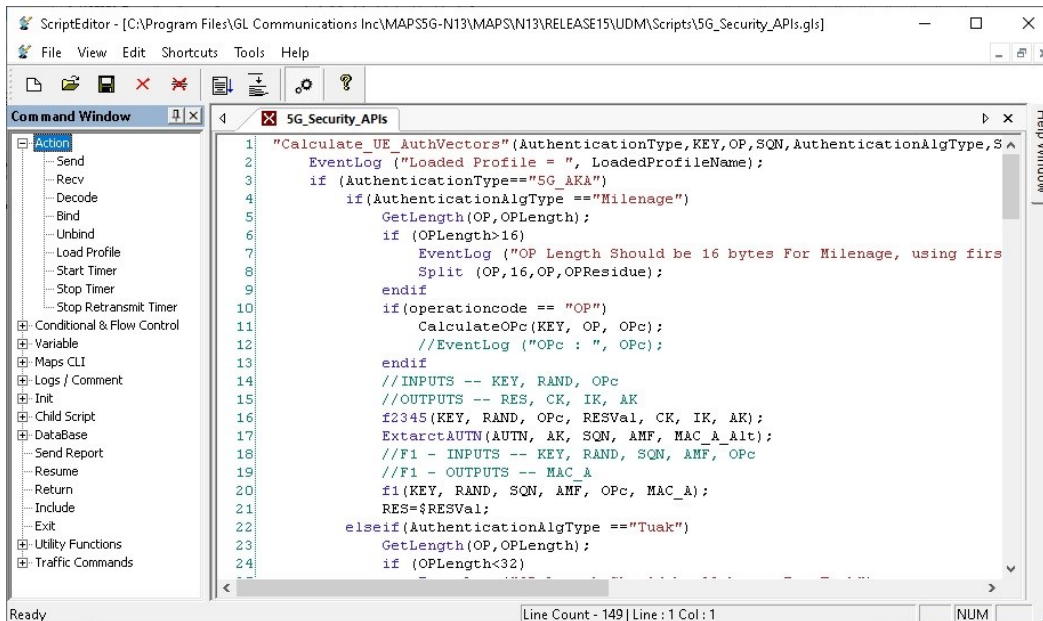 ScriptEditor - [C:\Program Files\GL Communications Inc\MAPS5G-N13\MAPS\N13\RELEASE15\UDM\Scripts\5G_Security_APIs.gls]
File View Edit Shortcuts Tools Help
Command Window
5G_Security_APIs
Help Window
Action
Send
Recv
Decode
Bind
Unbind
Load Profile
Start Timer
Stop Timer
Stop Retransmit Timer
Conditional & Flow Control
Variable
Maps CLI
Logs / Comment
Init
Child Script
DataBase
Send Report
Resume
Return
Include
Exit
Utility Functions
Traffic Commands
1 "Calculate_UE_AuthVectors"(AuthenticationType,KEY,OP,SQN,AuthenticationAlgType,S
2 EventLog ("Loaded Profile = ", LoadedProfileName);
3 if (AuthenticationType=="5G_AKA")
4 if(AuthenticationAlgType =="Milenage")
5 GetLength(OP,OPLength);
6 if (OPLength>16)
7 EventLog ("OP Length Should be 16 bytes For Milenage, using firs
8 Split (OP,16,OP,OPResidue);
9 endif
10 if(operationcode == "OP")
11 CalculateOPc(KEY, OP, OPc);
12 //EventLog ("OPc : ", OPc);
13 endif
14 //INPUTS -- KEY, RAND, OPc
15 //OUTPUTS -- RES, CK, IK, AK
16 f2345(KEY, RAND, OPc, RESVal, CK, IK, AK);
17 ExtarctAUTN(AUTN, AK, SQN, AMF, MAC_A_Alt);
18 //F1 - INPUTS -- KEY, RAND, SQN, AMF, OPc
19 //F1 - OUTPUTS -- MAC_A
20 f1(KEY, RAND, SQN, AMF, OPc, MAC_A);
21 RES=$RESVal;
22 elseif(AuthenticationAlgType =="Tuak")
23 GetLength(OP,OPLength);
24 if (OPLength<32)
Ready
Line Count - 149 | Line : 1 Col : 1
NUM